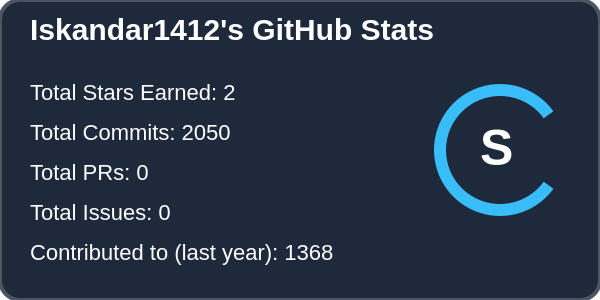 Iskandar1412's GitHub Stats
Total Stars Earned: 2
Total Commits: 2050
Total PRs: 0
Total Issues: 0
Contributed to (last year): 1368
S